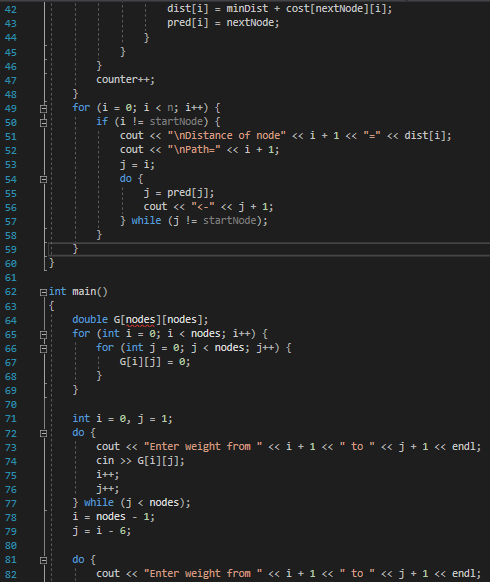 42 dist[i] = minDist + cost[nextNode][i];
43 pred[i] = nextNode;
44 }
45 }
46 }
47 counter++;
48 }
49 for (i = 0; i < n; i++) {
50 if (i != startNode) {
51 cout << "\nDistance of node" << i + 1 << "=" << dist[i];
52 cout << "\nPath=" << i + 1;
53 j = i;
54 do {
55 j = pred[j];
56 cout << "<-" << j + 1;
57 } while (j != startNode);
58 }
59 }
60 }
61
62 int main()
63 {
64 double G[nodes][nodes];
65 for (int i = 0; i < nodes; i++) {
66 for (int j = 0; j < nodes; j++) {
67 G[i][j] = 0;
68 }
69 }
70
71 int i = 0, j = 1;
72 do {
73 cout << "Enter weight from " << i + 1 << " to " << j + 1 << endl;
74 cin >> G[i][j];
75 i++;
76 j++;
77 } while (j < nodes);
78 i = nodes - 1;
79 j = i - 6;
80
81 do {
82 cout << "Enter weight from " << i + 1 << " to " << j + 1 << endl;